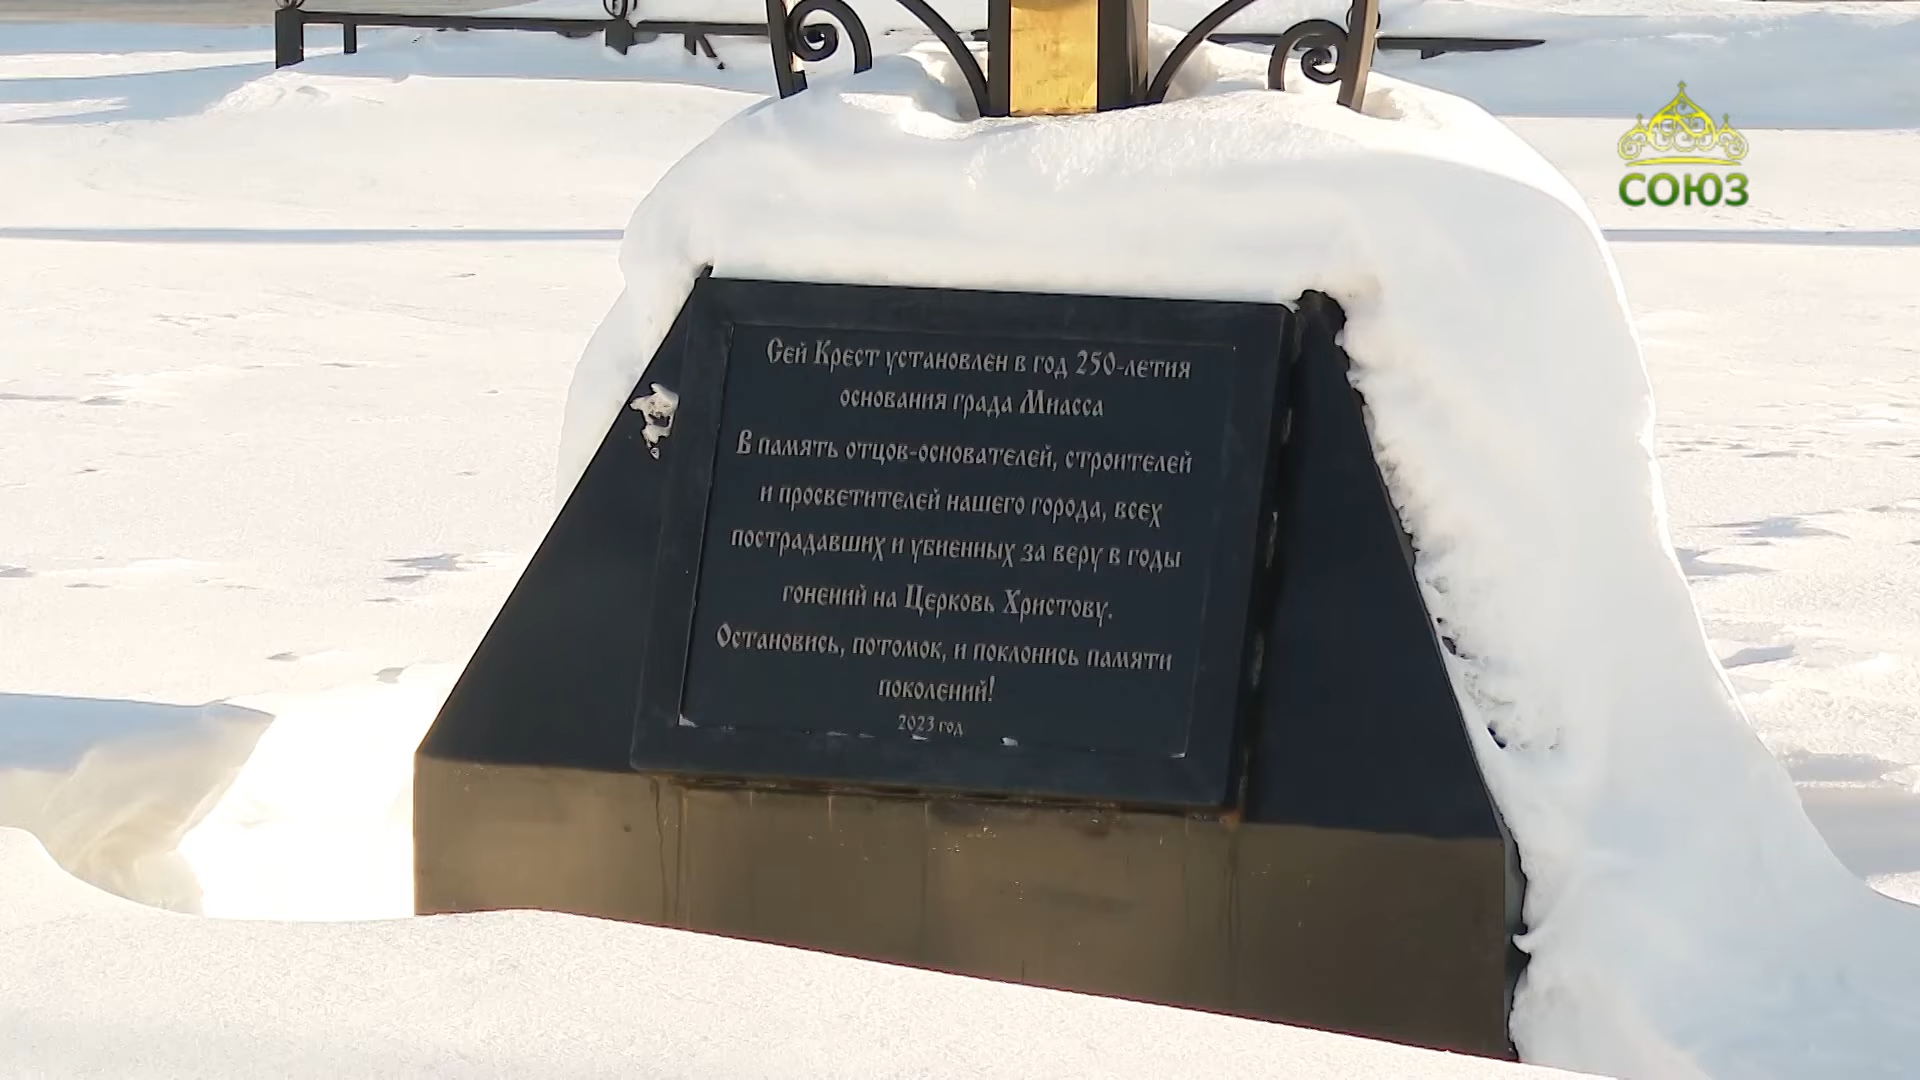 СОЮЗ
Сей Крест установлен в год 250-летия
основания града Миасса
В память отцов-основателей, строителей
и просветителей нашего города, всех
пострадавших и убиенных за веру в годы
гонений на Церковь Христову.
Остановись, потомок, и поклонись памяти
поколений!
2023 год